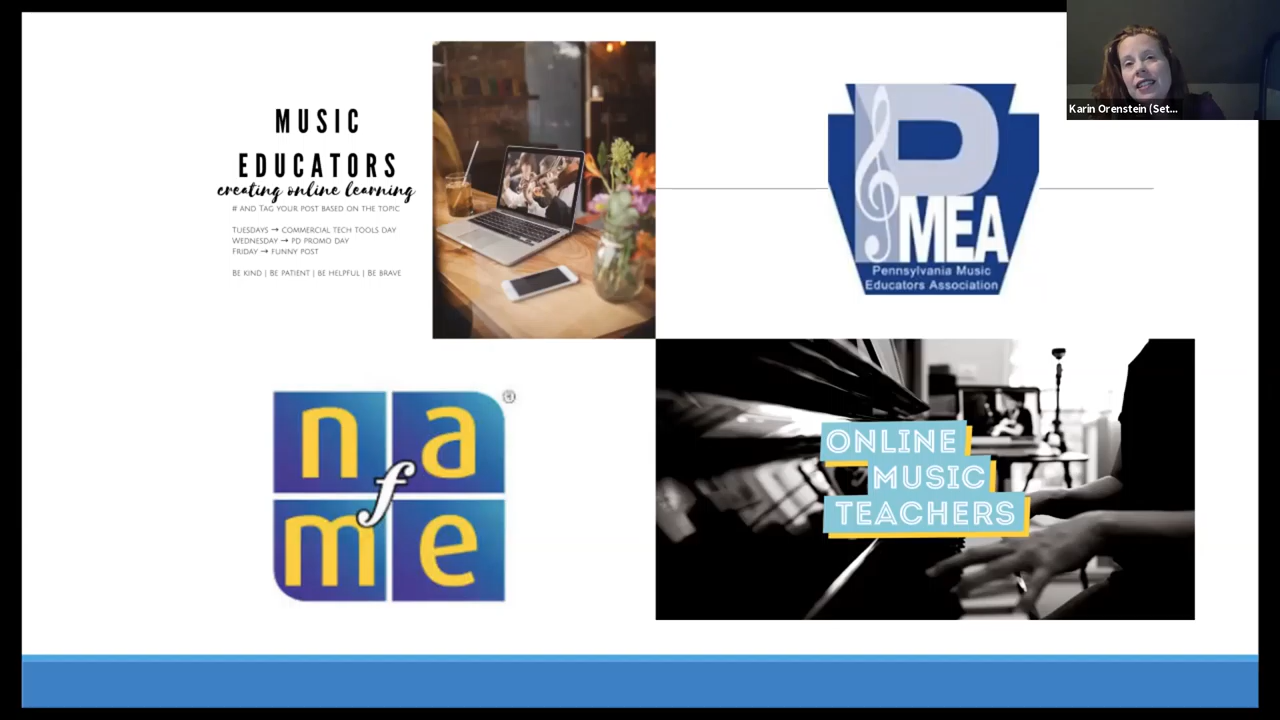 MUSIC
EDUCATORS
creating online learning
# AND TAG YOUR POST BASED ON THE TOPIC
TUESDAYS → COMMERCIAL TECH TOOLS DAY
WEDNESDAY → PD PROMO DAY
FRIDAY → FUNNY POST
BE KIND | BE PATIENT | BE HELPFUL | BE BRAVE
P
MEA
Pennsylvania Music
Educators Association
Karin Orenstein (Set...
na
f
me
®
ONLINE
MUSIC
TEACHERS